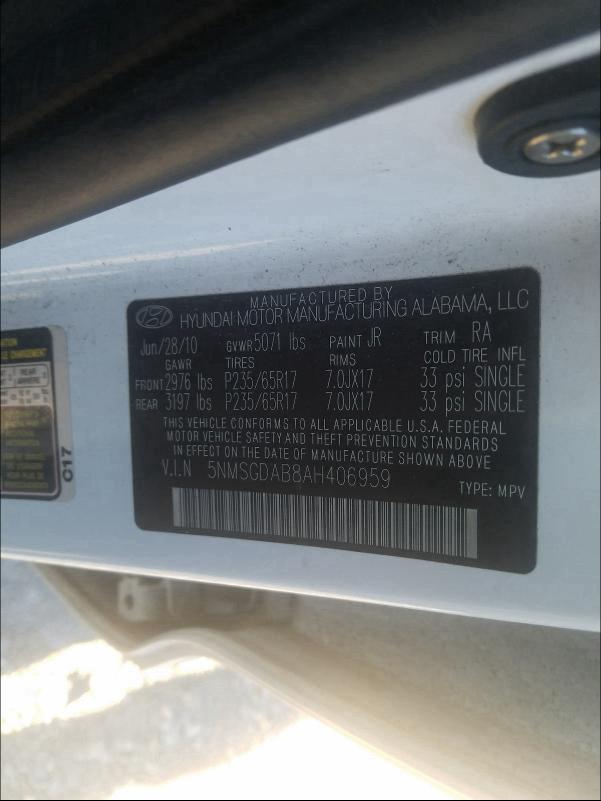 MANUFACTURED BY
HYUNDAI MOTOR MANUFACTURING ALABAMA, LLC
Jun/28/10 GVWR 5071 lbs PAINT JR TRIM RA
GAWR TIRES RIMS COLD TIRE INFL
FRONT 2976 lbs P235/65R17 7.0JX17 33 psi SINGLE
REAR 3197 lbs P235/65R17 7.0JX17 33 psi SINGLE
THIS VEHICLE CONFORMS TO ALL APPLICABLE U.S.A. FEDERAL
MOTOR VEHICLE SAFETY AND THEFT PREVENTION STANDARDS
IN EFFECT ON THE DATE OF MANUFACTURE SHOWN ABOVE
V.I.N 5NMSGDAB8AH406959
TYPE: MPV
C17